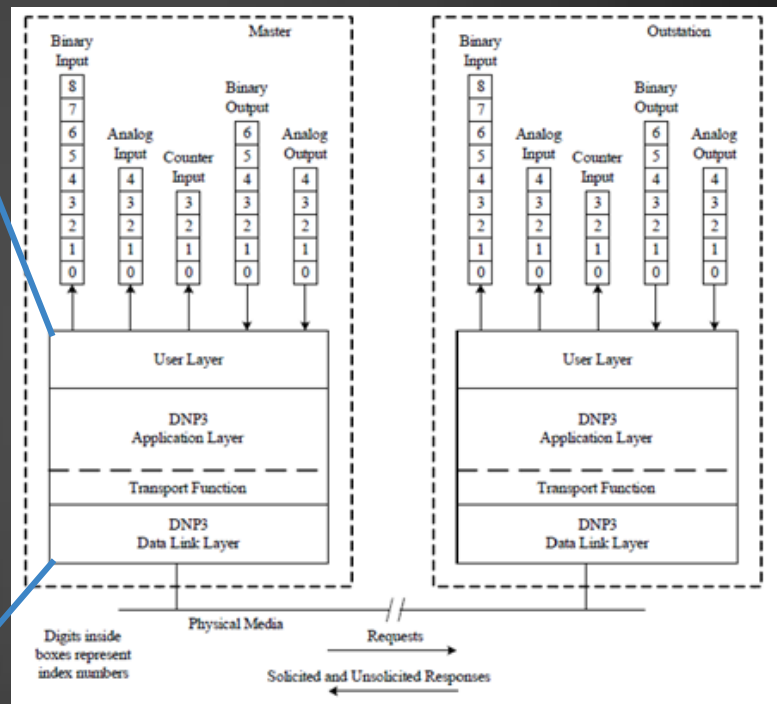 Master
Binary
Input
8
7
6
5
4
3
2
1
0
Analog
Input
4
3
2
1
0
Counter
Input
3
2
1
0
Binary
Output
6
5
4
3
2
1
0
Analog
Output
4
3
2
1
0
User Layer
DNP3
Application Layer
Transport Function
DNP3
Data Link Layer
Outstation
Binary
Input
8
7
6
5
4
3
2
1
0
Analog
Input
4
3
2
1
0
Counter
Input
3
2
1
0
Binary
Output
6
5
4
3
2
1
0
Analog
Output
4
3
2
1
0
User Layer
DNP3
Application Layer
Transport Function
DNP3
Data Link Layer
Physical Media
Digits inside
boxes represent
index numbers
Requests
Solicited and Unsolicited Responses